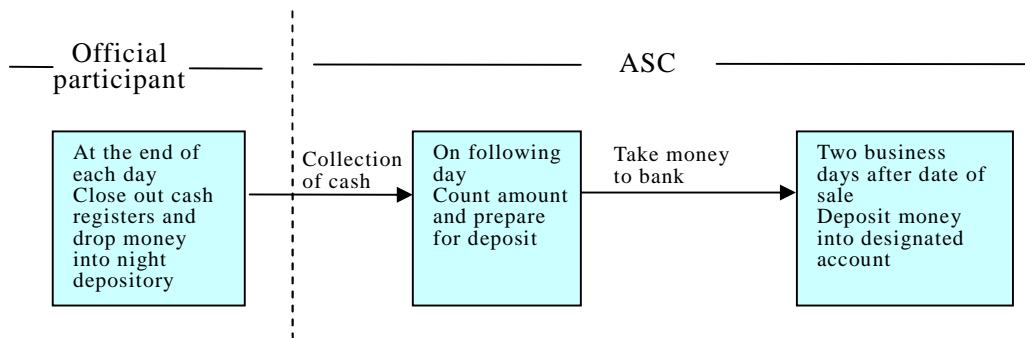 Official
participant
ASC
At the end of
each day
Close out cash
registers and
drop money
into night
depository
Collection
of cash
On following
day
Count amount
and prepare
for deposit
Take money
to bank
Two business
days after date of
sale
Deposit money
into designated
account